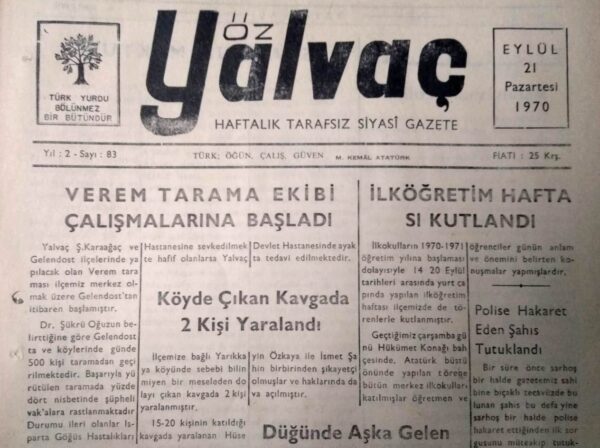 TÜRK YURDU
BÖLÜNMEZ
BİR BÜTÜNDÜR
ÖZ
Yalvaç
HAFTALIK TARAFSIZ SİYASÎ GAZETE
EYLÜL
21
Pazartesi
1970
Yıl : 2 - Sayı : 83
TÜRK; ÖĞÜN, ÇALIŞ, GÜVEN M. KEMÂL ATATÜRK
FİATI : 25 Krş.
VEREM TARAMA EKİBİ
ÇALIŞMALARINA BAŞLADI
Yalvaç Ş.Karaağaç ve
Gelendost ilçelerinde ya
pılacak olan Verem tara
ması ilçemiz merkez ol
mak üzere Gelendost'tan
itibaren başlamıştır.
Dr. Şükrü Oğuzun be
lirttiğine göre Gelendost
ta ve köylerinde günde
500 kişi taramadan geçi
rilmektedir. Başarıyla yü
rütülen taramada yüzde
dört nisbetinde şüpheli
vak'alara rastlanmaktadır
Durumu ileri olanlar Is
parta Göğüs Hastalıkları
Hastanesine sevkedilmek
te hafif olanlarsa Yalvaç
Devlet Hastanesinde ayak
ta tedavi edilmektedir.
Köyde Çıkan Kavgada
2 Kişi Yaralandı
İlçemize bağlı Yarıkka
ya köyünde sebebi bilin
miyen bir meseleden do
layı çıkan kavgada 2 kişi
yaralanmıştır.
15-20 kişinin katıldığı
kavgada yaralanan Hüse
yin Özkaya ile İsmet Şa
hin birbirinden şikayetçi
olmuşlar ve haklarında da
va açılmıştır.
Düğünde Aşka Gelen
İLKÖĞRETİM HAFTA
SI KUTLANDI
İlkokulların 1970-1971
öğretim yılına başlaması
dolayısiyle 14 20 Eylül
tarihleri arasında yurt ça
pında yapılan ilköğretim
haftası ilçemizde de tö
renlerle kutlanmıştır.
Geçtiğimiz çarşamba gü
nü Hükümet Konağı bah
çesinde, Atatürk büstü
önünde yapılan törene
bütün merkez ilkokulları
katılmışlar öğretmen ve
öğrenciler günün anlam
ve önemini belirten ko
nuşmalar yapmışlardır.
Polise Hakaret
Eden Şahıs
Tutuklandı
Bir süre önce sarhoş
bir halde gazetemiz sahi
bine bıçaklı tecavüzde bu
lunan şahıs bu defa yine
sarhoş bir halde polise
hakaret ettiğinden ilk sor
gusunu müteakip tutuk-